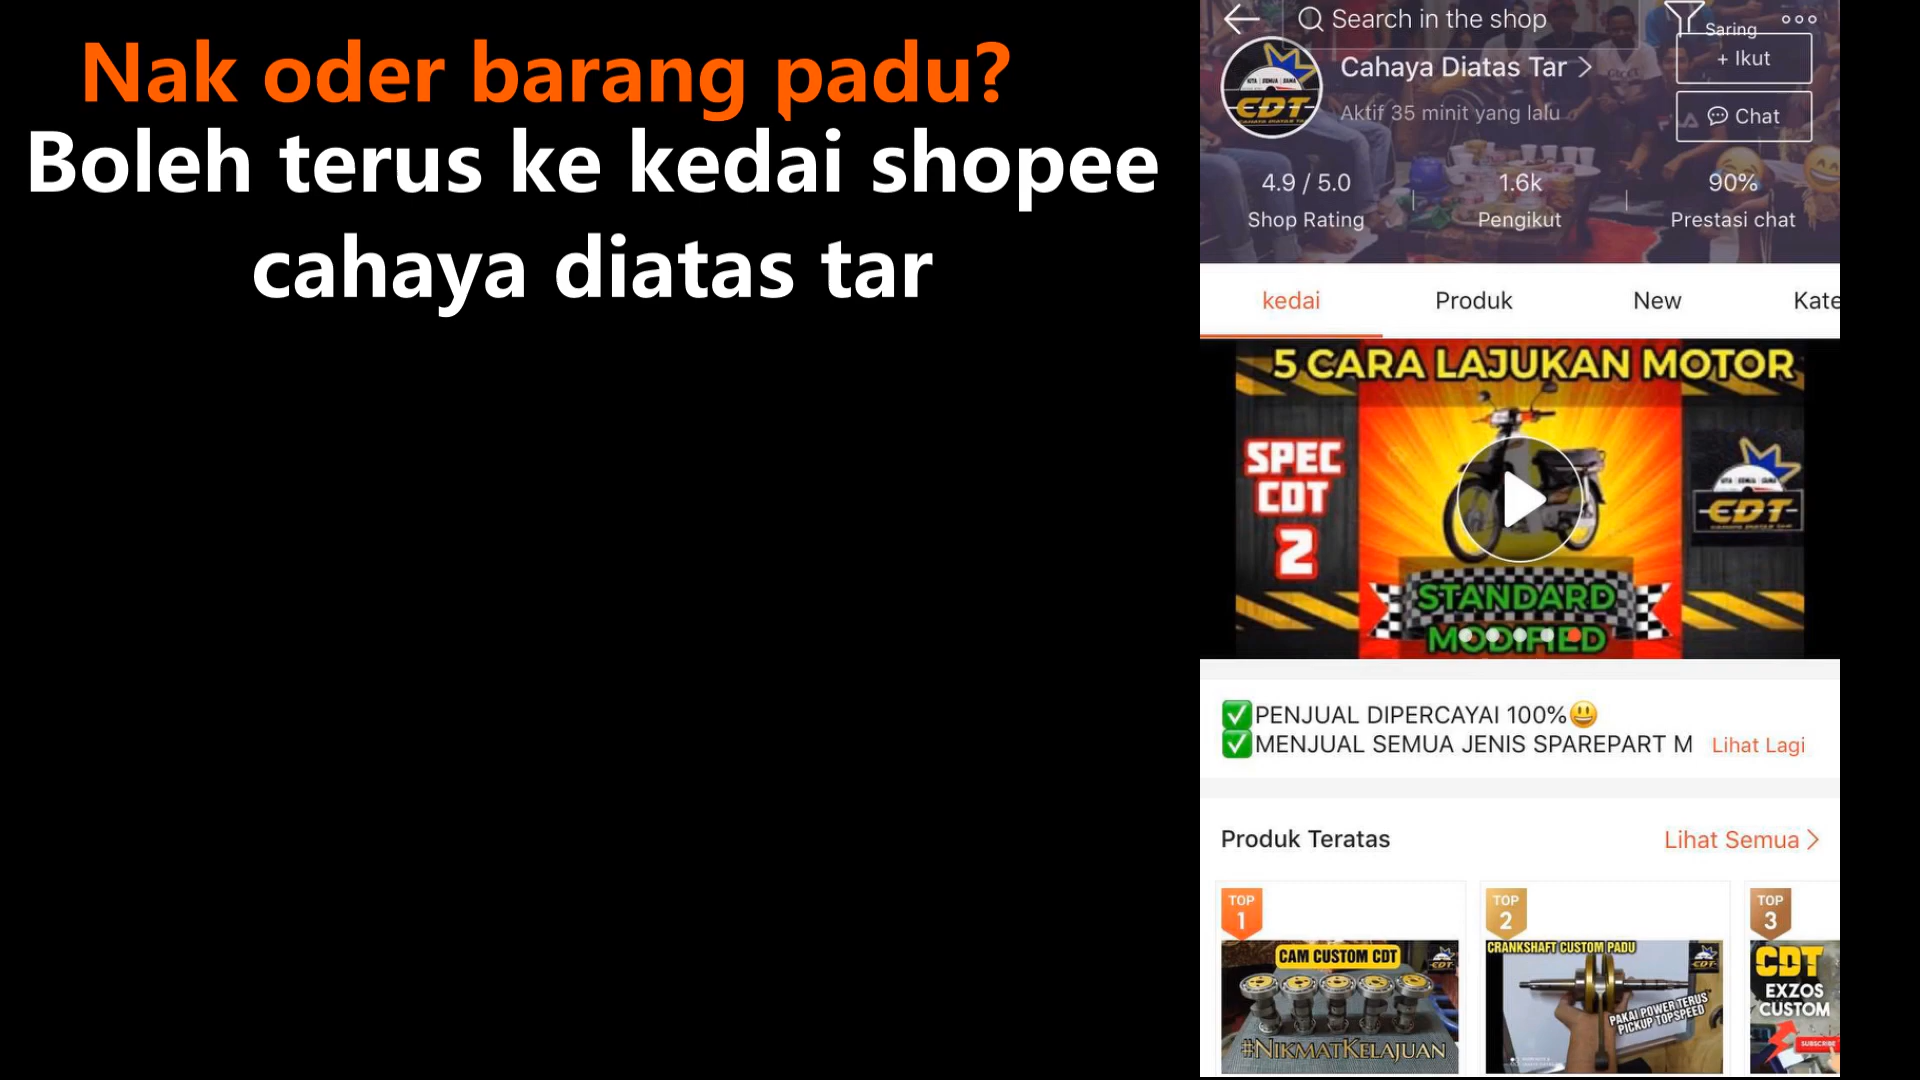 Nak oder barang padu?
Boleh terus ke kedai shopee
cahaya diatas tar
Search in the shop
Saring
Cahaya Diatas Tar
Aktif 35 minit yang lalu
+ Ikut
Chat
4.9 / 5.0
Shop Rating
1.6k
Pengikut
90%
Prestasi chat
kedai
Produk
New
Kate
5 CARA LAJUKAN MOTOR
SPEC
CDT
2
CDT
STANDARD
MODIFIED
✅PENJUAL DIPERCAYAI 100%😃
✅MENJUAL SEMUA JENIS SPAREPART M
Lihat Lagi
Produk Teratas
Lihat Semua
TOP
1
CAM CUSTOM CDT
CDT
#NIKMATKELAJUAN
TOP
2
CRANKSHAFT CUSTOM PADU
CDT
PAKAI POWER TERUS
PICKUP TOPSPEED
TOP
3
CDT
EXZOS
CUSTOM
SUBSCRIBE